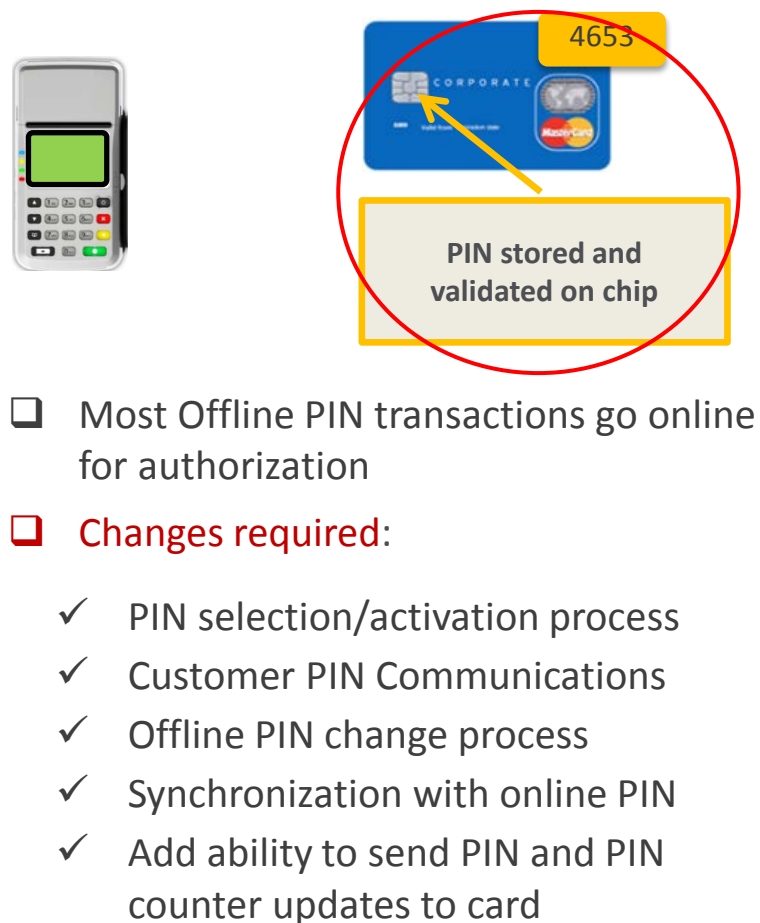 4653
CORPORATE
MasterCard
PIN stored and
validated on chip
Most Offline PIN transactions go online
for authorization
Changes required:
PIN selection/activation process
Customer PIN Communications
Offline PIN change process
Synchronization with online PIN
Add ability to send PIN and PIN
counter updates to card